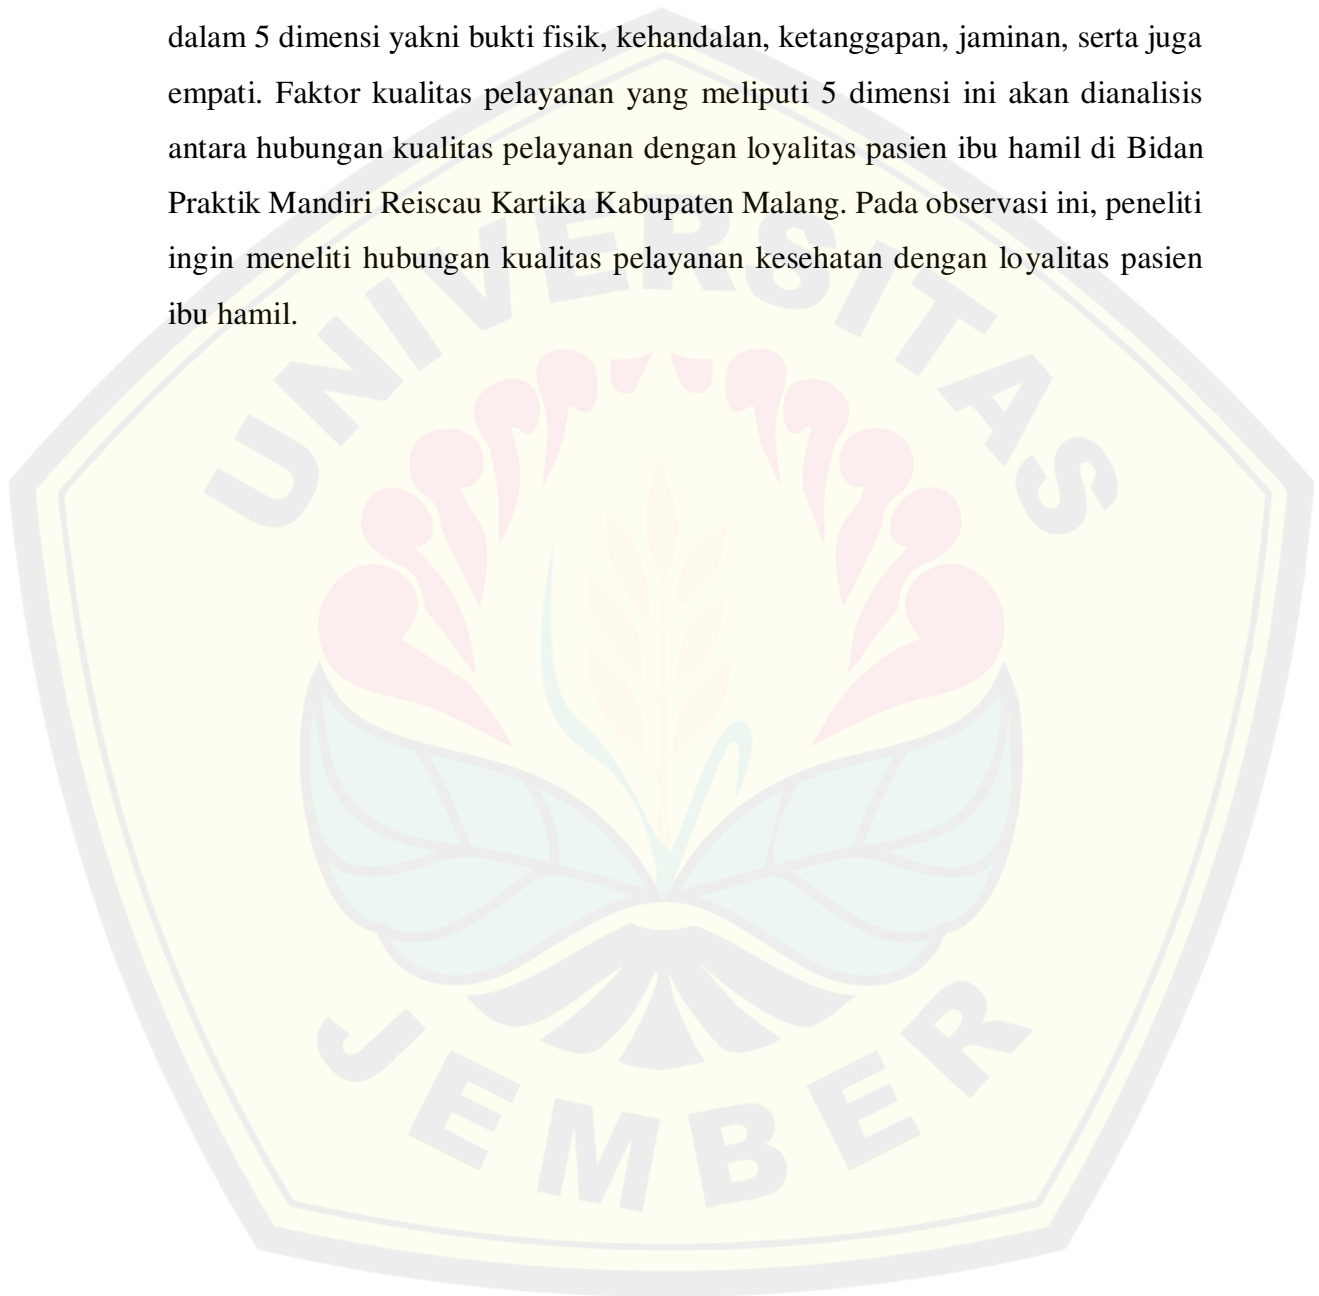 dalam 5 dimensi yakni bukti fisik, kehandalan, ketanggapan, jaminan, serta juga
empati. Faktor kualitas pelayanan yang meliputi 5 dimensi ini akan dianalisis
antara hubungan kualitas pelayanan dengan loyalitas pasien ibu hamil di Bidan
Praktik Mandiri Reiscau Kartika Kabupaten Malang. Pada observasi ini, peneliti
ingin meneliti hubungan kualitas pelayanan kesehatan dengan loyalitas pasien
ibu hamil.
UNIVERSITAS
JEMBER